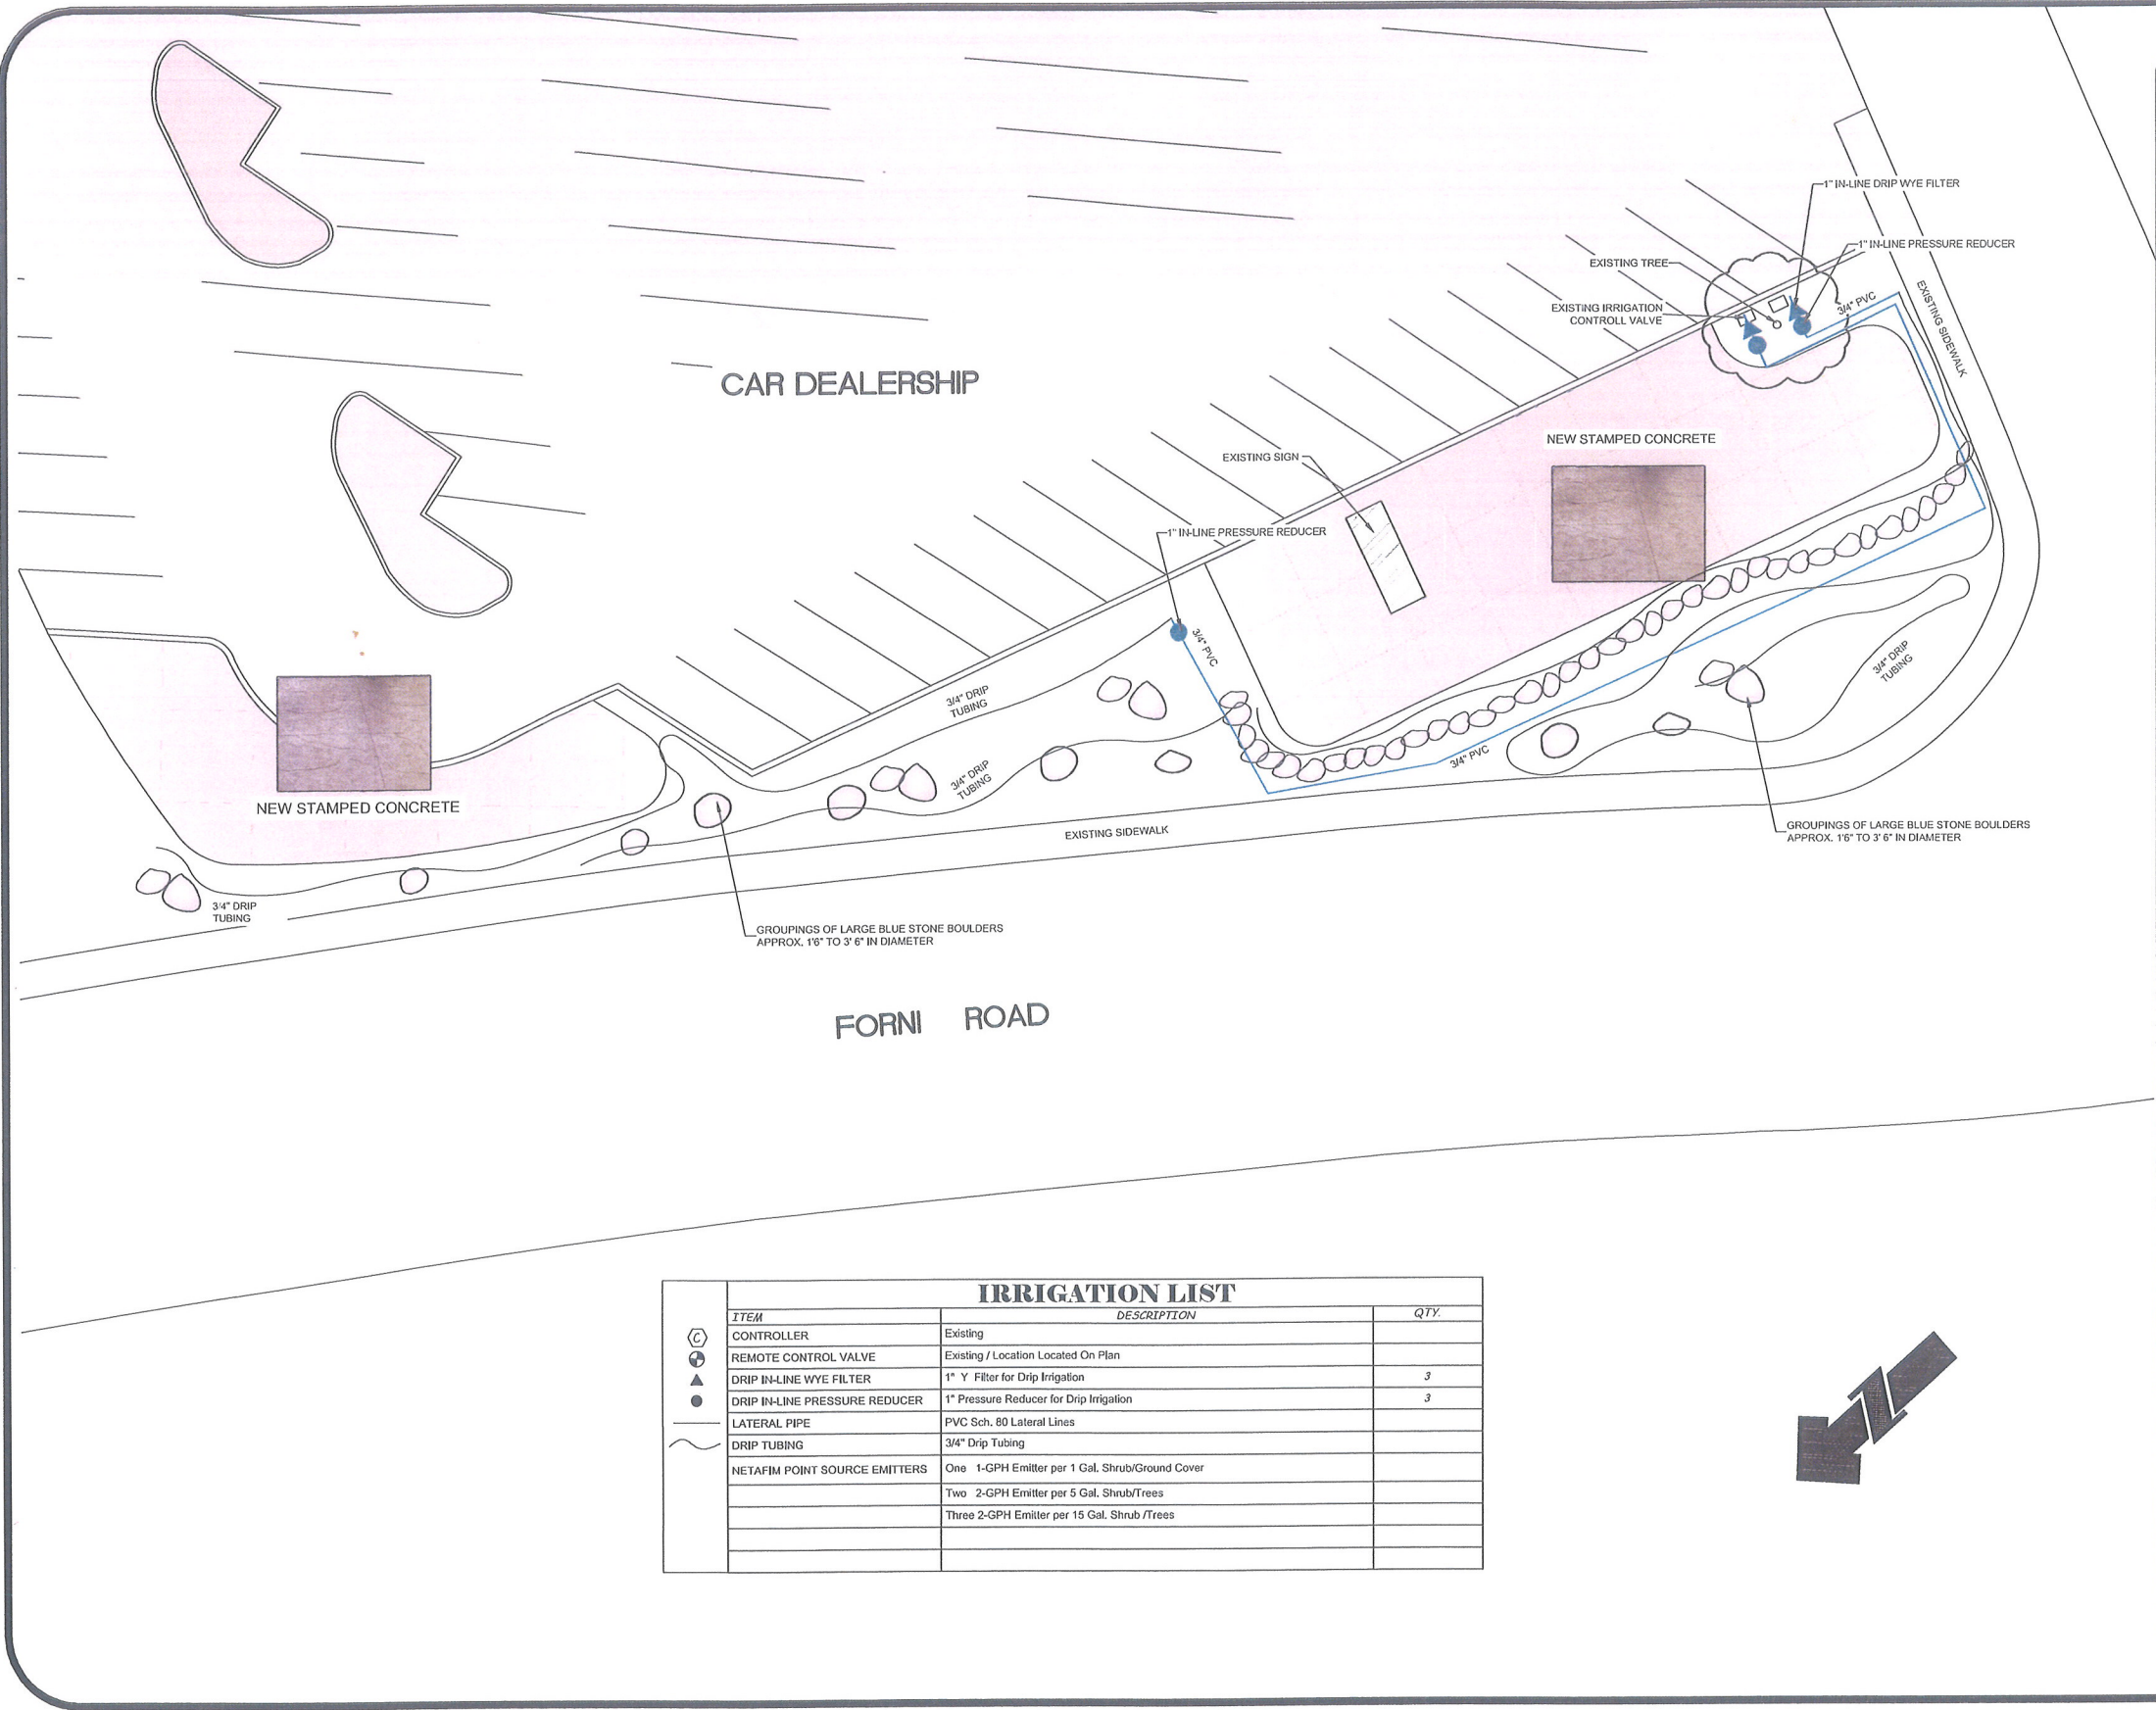 1" IN-LINE DRIP WYE FILTER
1" IN-LINE PRESSURE REDUCER
EXISTING TREE
EXISTING IRRIGATION
CONTROLL VALVE
3/4" PVC
EXISTING SIDEWALK
CAR DEALERSHIP
NEW STAMPED CONCRETE
EXISTING SIGN
1" IN-LINE PRESSURE REDUCER
3/4" PVC
3/4" DRIP
TUBING
3/4" DRIP
TUBING
3/4" DRIP
TUBING
3/4" PVC
NEW STAMPED CONCRETE
EXISTING SIDEWALK
GROUPINGS OF LARGE BLUE STONE BOULDERS
APPROX. 1'6" TO 3' 6" IN DIAMETER
3/4" DRIP
TUBING
GROUPINGS OF LARGE BLUE STONE BOULDERS
APPROX. 1'6" TO 3' 6" IN DIAMETER
FORNI ROAD
IRRIGATION LIST
ITEM DESCRIPTION QTY.
C CONTROLLER Existing
REMOTE CONTROL VALVE Existing / Location Located On Plan
DRIP IN-LINE WYE FILTER 1" Y Filter for Drip Irrigation 3
DRIP IN-LINE PRESSURE REDUCER 1" Pressure Reducer for Drip Irrigation 3
LATERAL PIPE PVC Sch. 80 Lateral Lines
DRIP TUBING 3/4" Drip Tubing
NETAFIM POINT SOURCE EMITTERS One 1-GPH Emitter per 1 Gal. Shrub/Ground Cover
Two 2-GPH Emitter per 5 Gal. Shrub/Trees
Three 2-GPH Emitter per 15 Gal. Shrub /Trees